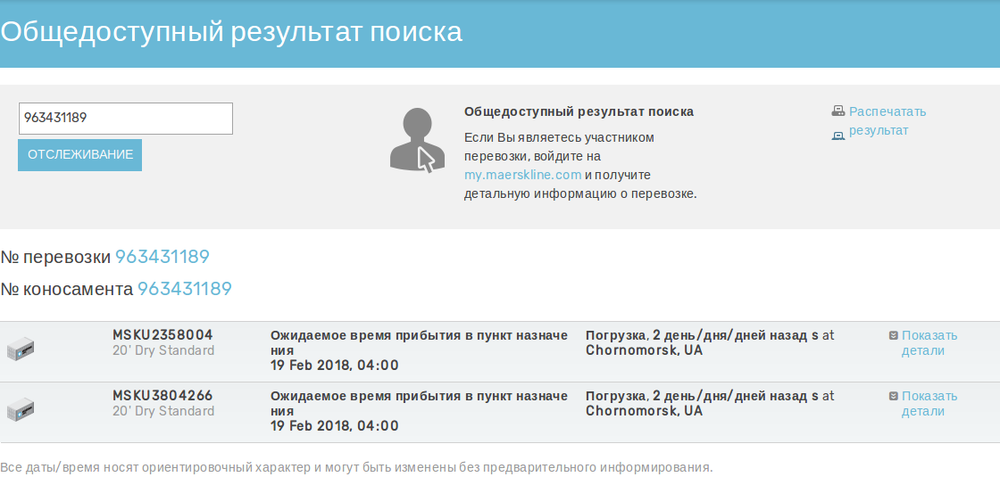 Общедоступный результат поиска
963431189
ОТСЛЕЖИВАНИЕ
Общедоступный результат поиска
Если Вы являетесь участником
перевозки, войдите на
my.maerskline.com и получите
детальную информацию о перевозке.
Распечатать
результат
№ перевозки 963431189
№ коносамента 963431189
MSKU2358004
20' Dry Standard
Ожидаемое время прибытия в пункт назначе
ния
19 Feb 2018, 04:00
Погрузка, 2 день/дня/дней назад s at
Chornomorsk, UA
Показать
детали
MSKU3804266
20' Dry Standard
Ожидаемое время прибытия в пункт назначе
ния
19 Feb 2018, 04:00
Погрузка, 2 день/дня/дней назад s at
Chornomorsk, UA
Показать
детали
Все даты/время носят ориентировочный характер и могут быть изменены без предварительного информирования.